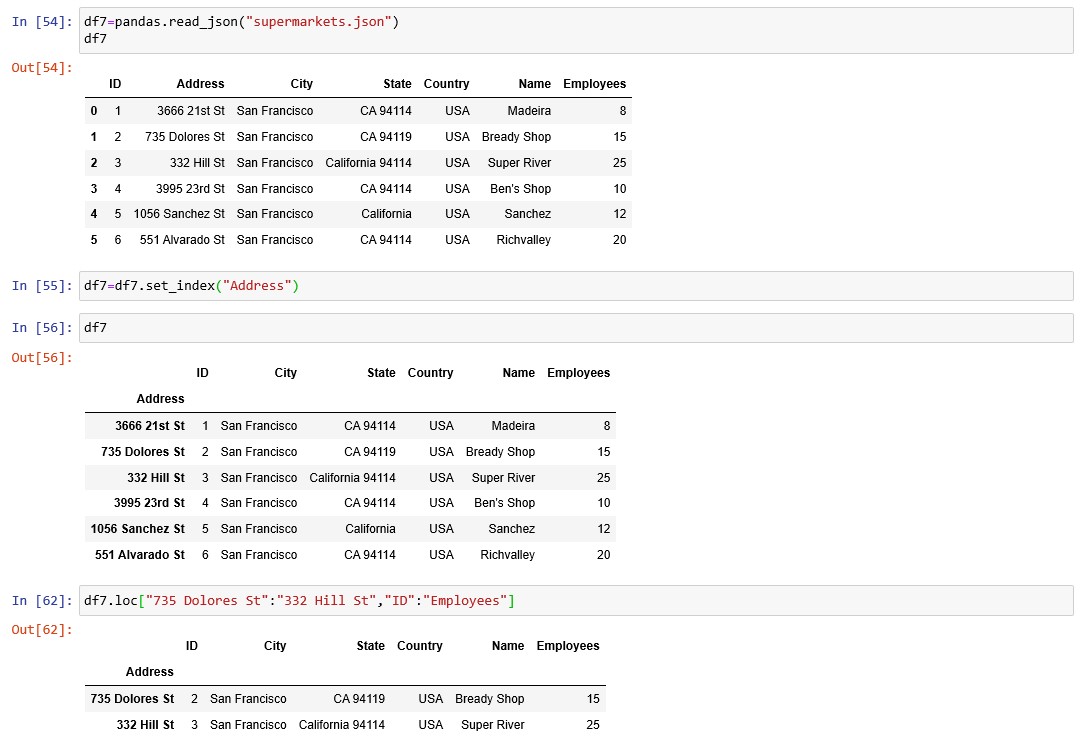 In [54]: df7=pandas.read_json("supermarkets.json")
df7
Out[54]:
ID Address City State Country Name Employees
0 1 3666 21st St San Francisco CA 94114 USA Madeira 8
1 2 735 Dolores St San Francisco CA 94119 USA Bready Shop 15
2 3 332 Hill St San Francisco California 94114 USA Super River 25
3 4 3995 23rd St San Francisco CA 94114 USA Ben's Shop 10
4 5 1056 Sanchez St San Francisco California USA Sanchez 12
5 6 551 Alvarado St San Francisco CA 94114 USA Richvalley 20
In [55]: df7=df7.set_index("Address")
In [56]: df7
Out[56]:
ID City State Country Name Employees
Address
3666 21st St 1 San Francisco CA 94114 USA Madeira 8
735 Dolores St 2 San Francisco CA 94119 USA Bready Shop 15
332 Hill St 3 San Francisco California 94114 USA Super River 25
3995 23rd St 4 San Francisco CA 94114 USA Ben's Shop 10
1056 Sanchez St 5 San Francisco California USA Sanchez 12
551 Alvarado St 6 San Francisco CA 94114 USA Richvalley 20
In [62]: df7.loc["735 Dolores St":"332 Hill St","ID":"Employees"]
Out[62]:
ID City State Country Name Employees
Address
735 Dolores St 2 San Francisco CA 94119 USA Bready Shop 15
332 Hill St 3 San Francisco California 94114 USA Super River 25